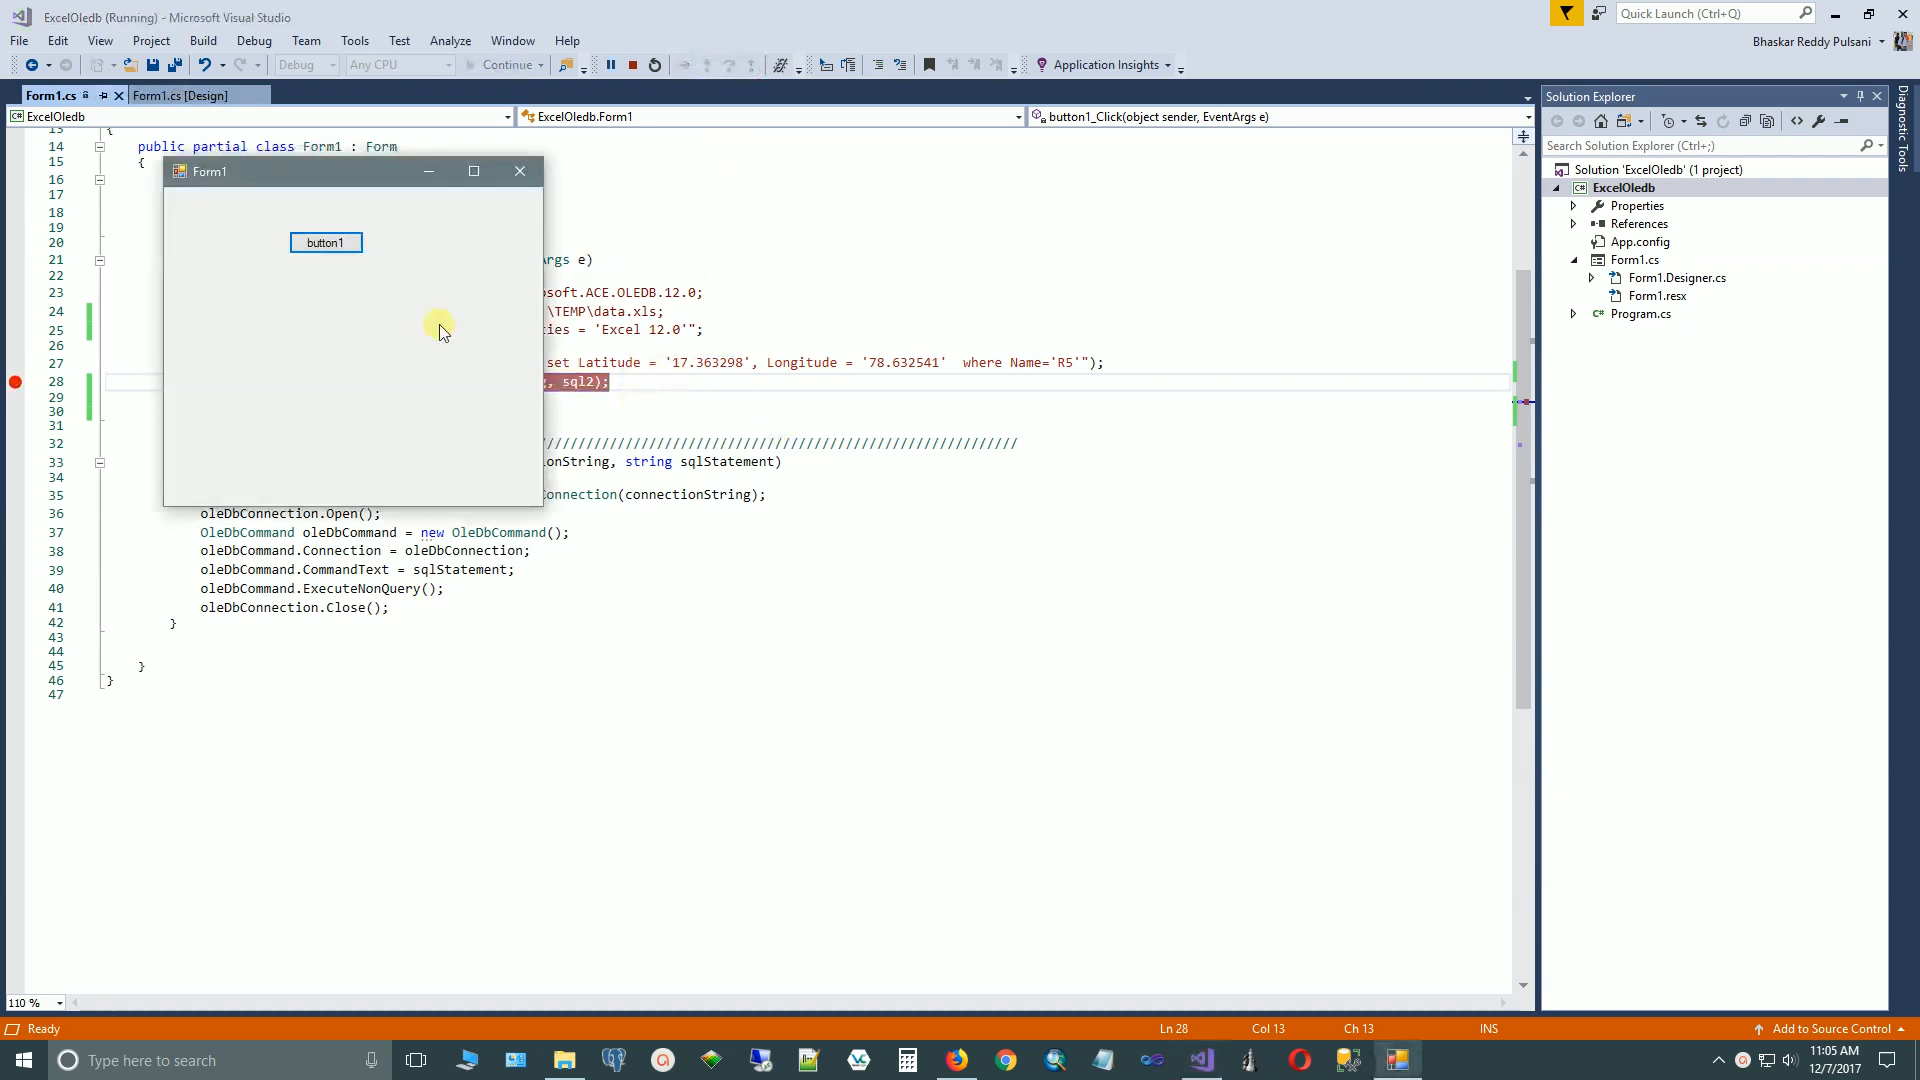 ExcelOledb (Running) - Microsoft Visual Studio
Quick Launch (Ctrl+Q)
File Edit View Project Build Debug Team Tools Test Analyze Window Help
Bhaskar Reddy Pulsani
Debug Any CPU Continue Application Insights
Form1.cs Form1.cs [Design]
Solution Explorer
Diagnostic Tools
ExcelOledb ExcelOledb.Form1 button1_Click(object sender, EventArgs e)
Search Solution Explorer (Ctrl+;)
Solution 'ExcelOledb' (1 project)
ExcelOledb
Properties
References
App.config
Form1.cs
Form1.Designer.cs
Form1.resx
Program.cs
13 {
14 public partial class Form1 : Form
15 {
16
17
18
19
20
21 Args e)
22
23 osoft.ACE.OLEDB.12.0;
24 \TEMP\data.xls;
25 ties = 'Excel 12.0'";
26
27 set Latitude = '17.363298', Longitude = '78.632541' where Name='R5'");
28 , sql2);
29
30
31
32 /////////////////////////////////////////////////////////////
33 ionString, string sqlStatement)
34
35 Connection(connectionString);
36 oleDbConnection.Open();
37 OleDbCommand oleDbCommand = new OleDbCommand();
38 oleDbCommand.Connection = oleDbConnection;
39 oleDbCommand.CommandText = sqlStatement;
40 oleDbCommand.ExecuteNonQuery();
41 oleDbConnection.Close();
42 }
43
44
45 }
46 }
47
Form1
button1
110 %
Ready Ln 28 Col 13 Ch 13 INS Add to Source Control
Type here to search
11:05 AM
12/7/2017